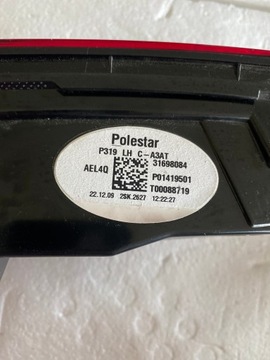 Polestar
P319 LH C-A3AT
31698084
AEL4Q
P01419501
T00088719
22.12.09 2SK.2627 12:22:27